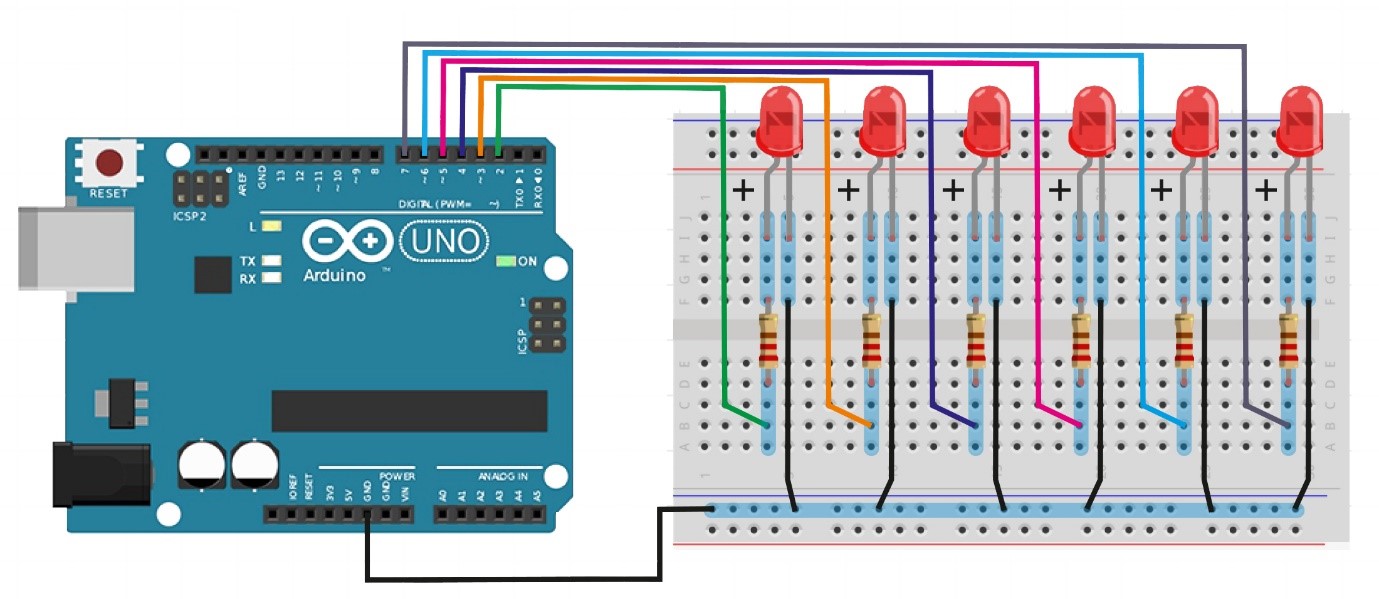 RESET
ICSP2
AREF
GND
13
12
~11
~10
~9
8
7
~6
~5
4
~3
2
TX0 ▶ 1
RX0 ◀ 0
DIGITAL (PWM=
L
TX
RX
UNO
Arduino
™
ON
1
ICSP
IOREF
RESET
3V3
5V
GND
GND
VIN
POWER
ANALOG IN
A0
A1
A2
A3
A4
A5
+
+
+
+
+
+
J
I
H
G
F
E
D
C
B
A
1
J
I
H
G
F
E
D
C
B
A
1